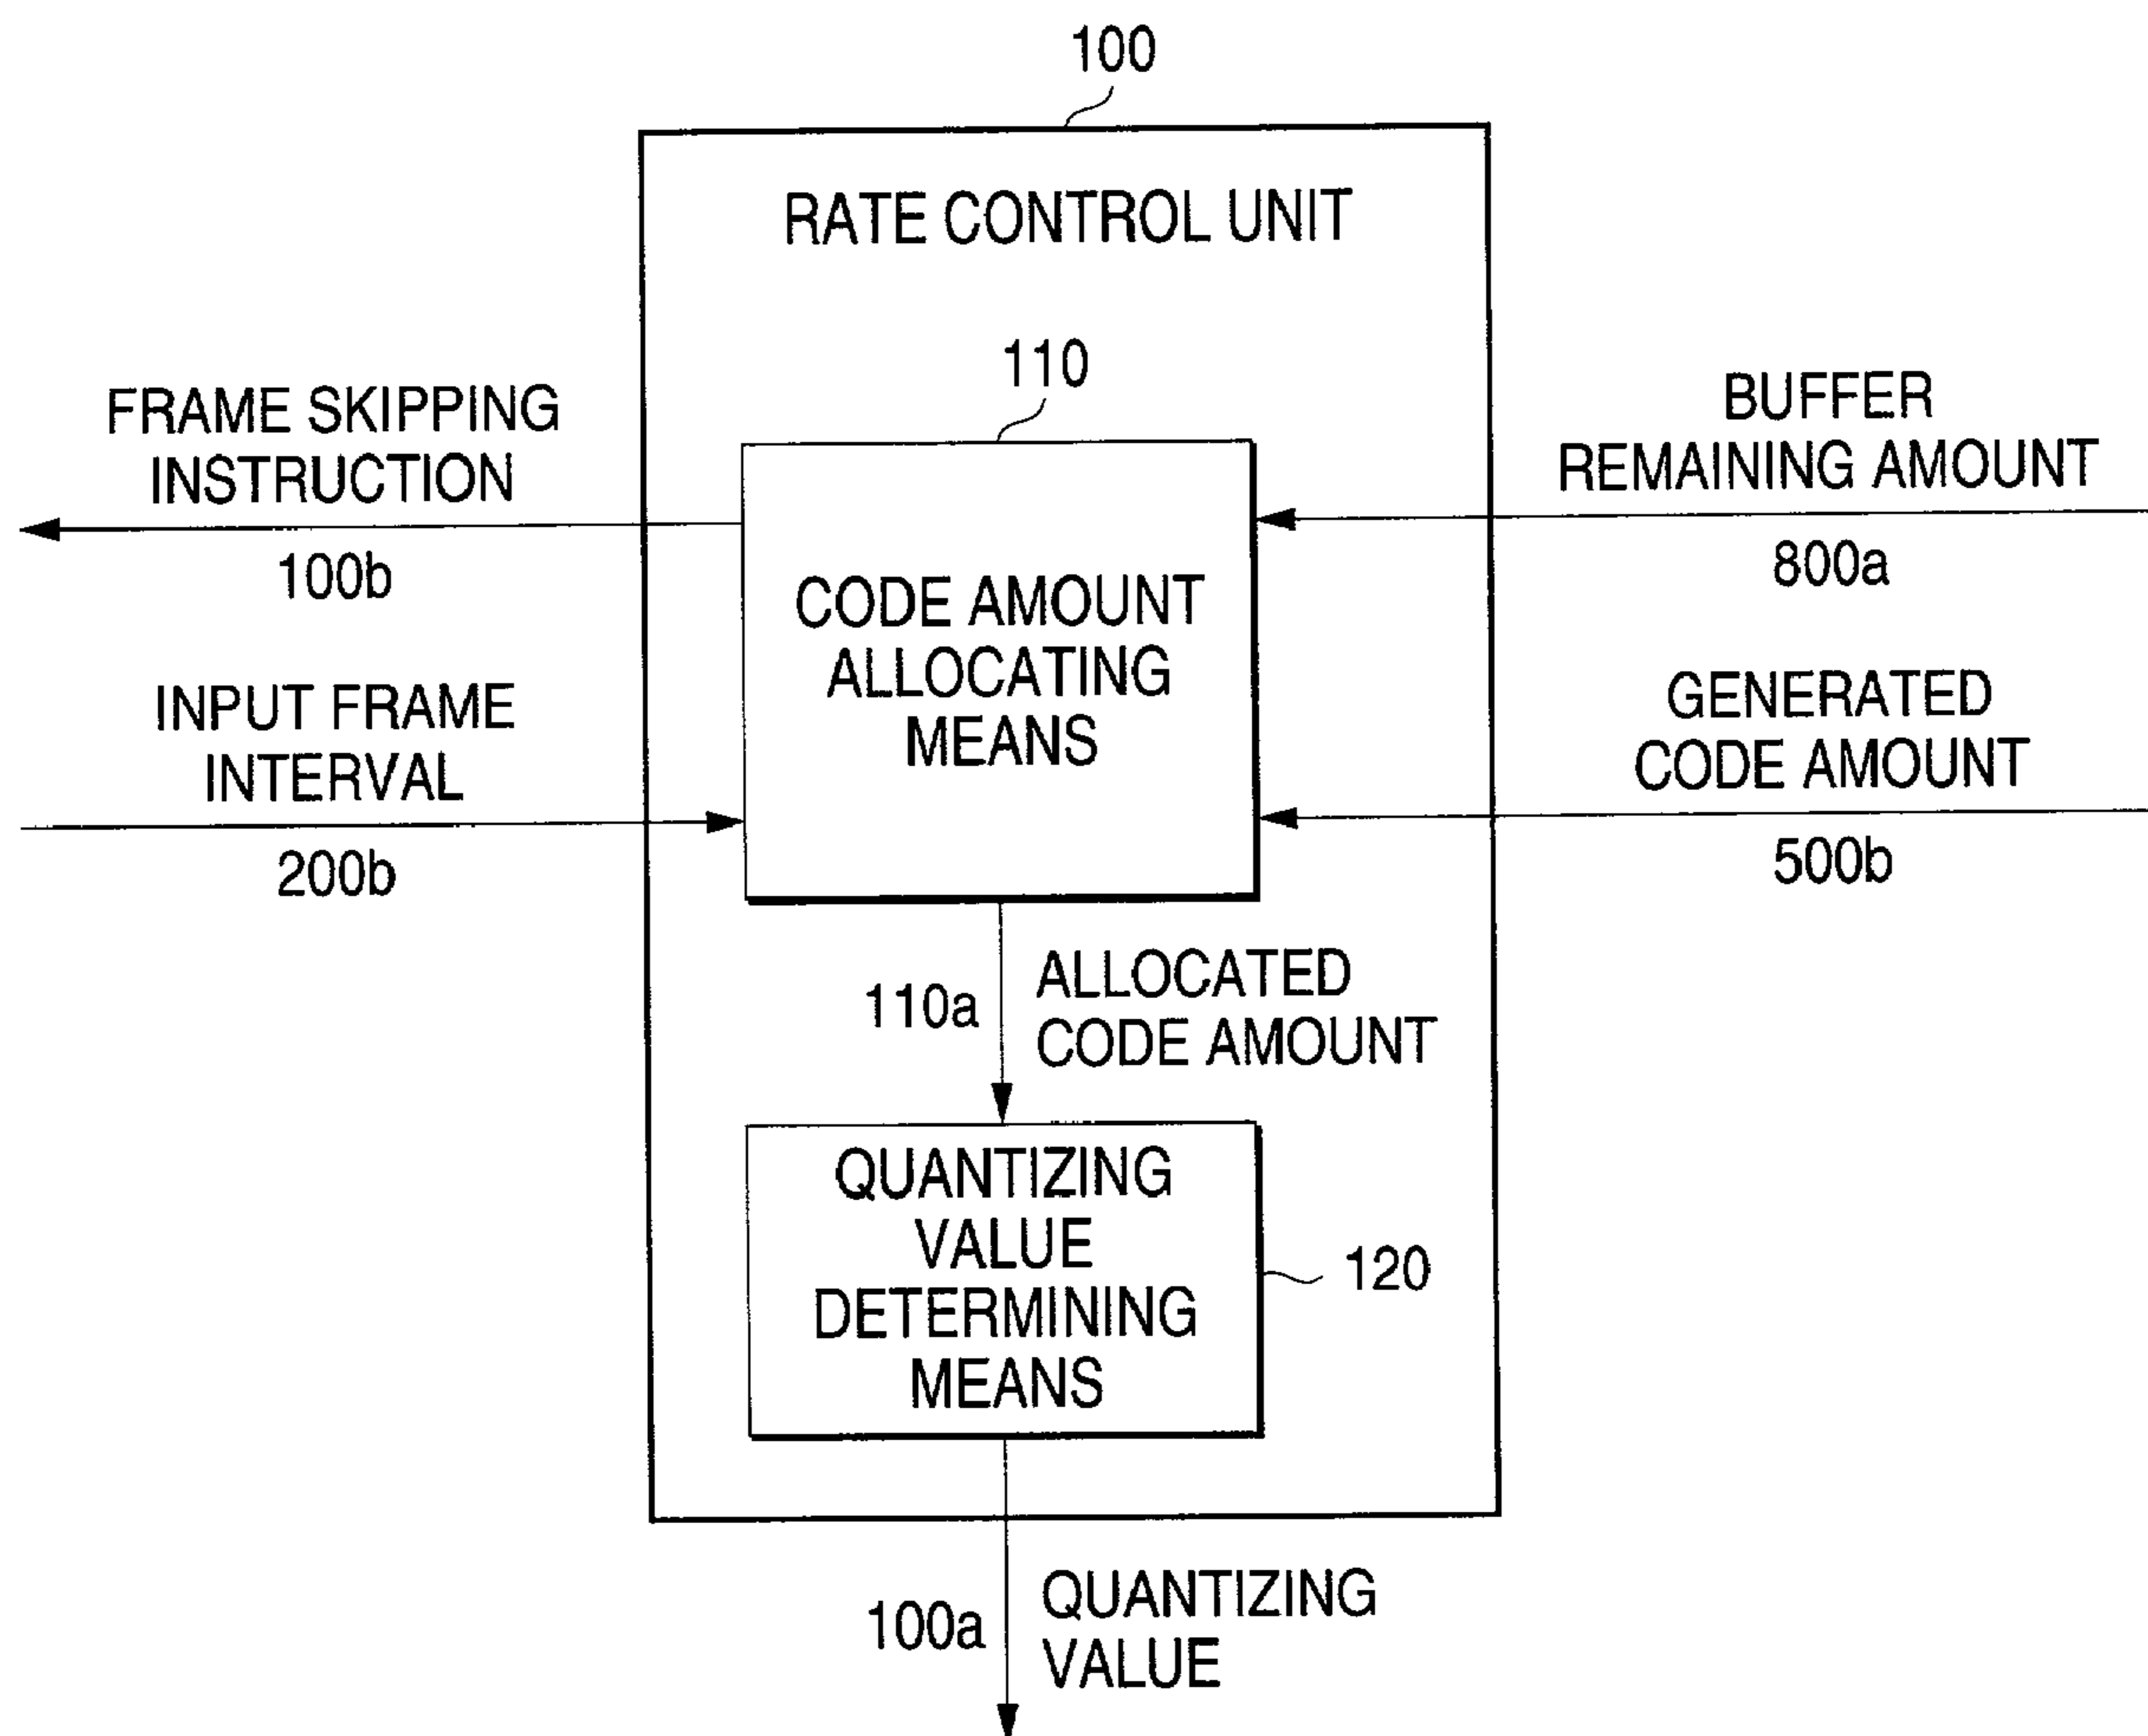 100
RATE CONTROL UNIT
110
FRAME SKIPPING
INSTRUCTION
100b
INPUT FRAME
INTERVAL
200b
CODE AMOUNT
ALLOCATING
MEANS
BUFFER
REMAINING AMOUNT
800a
GENERATED
CODE AMOUNT
500b
110a
ALLOCATED
CODE AMOUNT
QUANTIZING
VALUE
DETERMINING
MEANS
120
100a
QUANTIZING
VALUE